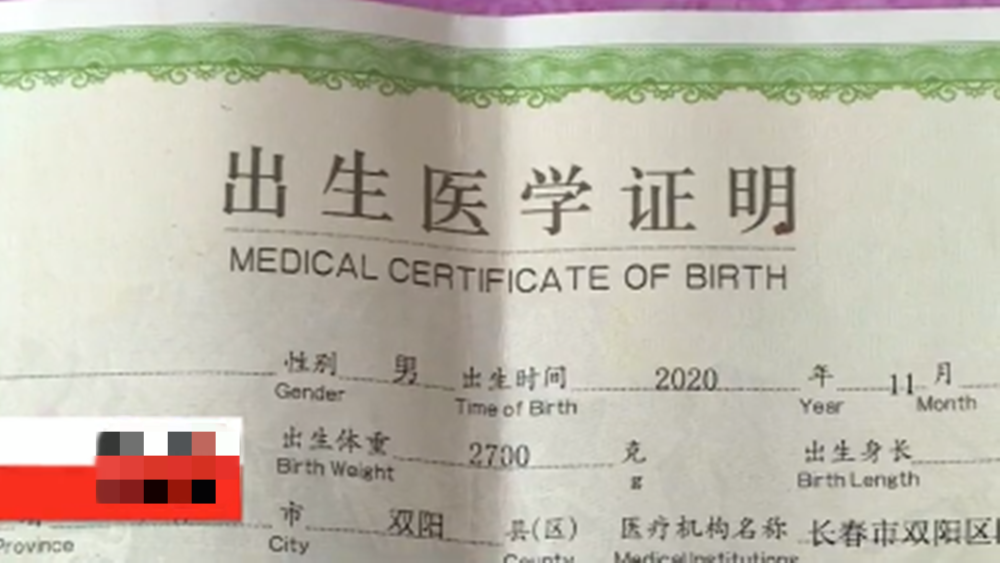 出生医学证明
MEDICAL CERTIFICATE OF BIRTH
性别 男 出生时间 2020 年 11 月
Gender Time of Birth Year Month
出生体重 2700 克 出生身长
Birth Weight g Birth Length
市 双阳 县(区) 医疗机构名称 长春市双阳区
Province City County Medical Institutions